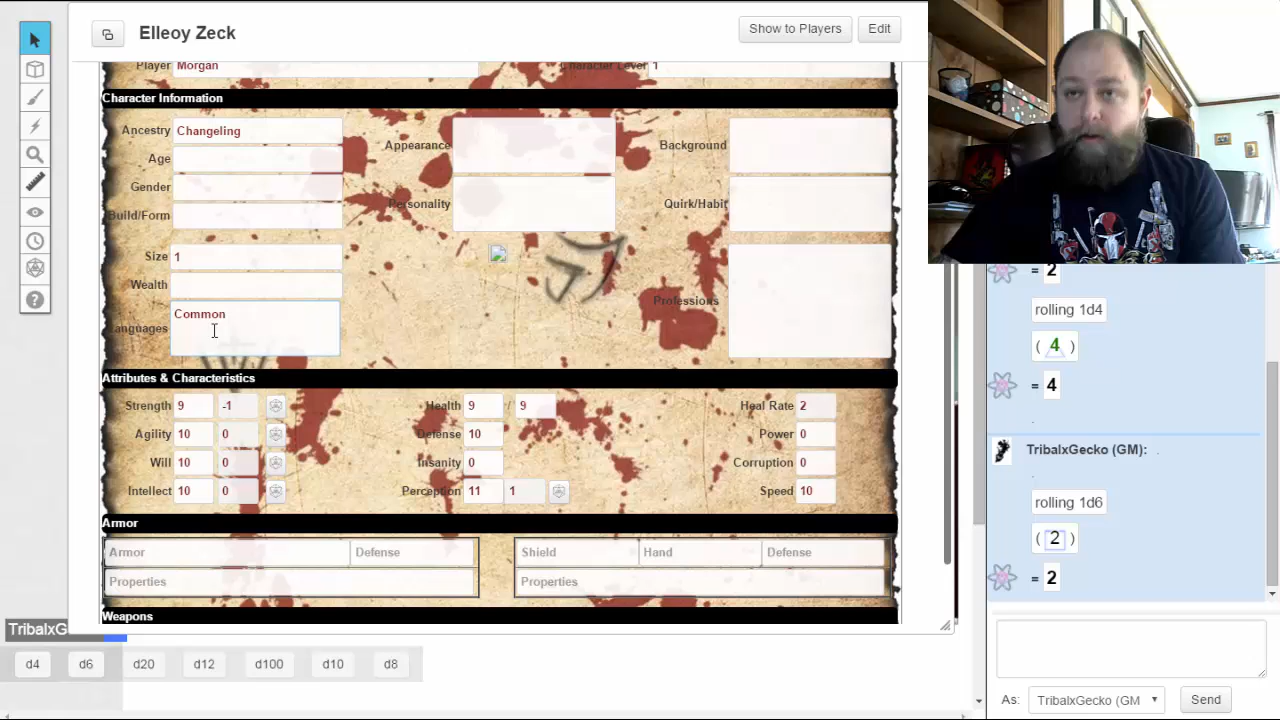 Elleoy Zeck
Show to Players
Edit
Player Morgan
Character Level 1
Character Information
Ancestry Changeling
Appearance
Background
Age
Gender
Personality
Quirk/Habit
Build/Form
Size 1
Wealth
Professions
Languages Common
Attributes & Characteristics
Strength 9 -1
Health 9 / 9
Heal Rate 2
Agility 10 0
Defense 10
Power 0
Will 10 0
Insanity 0
Corruption 0
Intellect 10 0
Perception 11 1
Speed 10
Armor
Armor Defense
Shield Hand Defense
Properties
Properties
Weapons
TribalxG
d4 d6 d20 d12 d100 d10 d8
= 2
rolling 1d4
( 4 )
= 4
.
TribalxGecko (GM): .
.
rolling 1d6
( 2 )
= 2
As: TribalxGecko (GM
Send